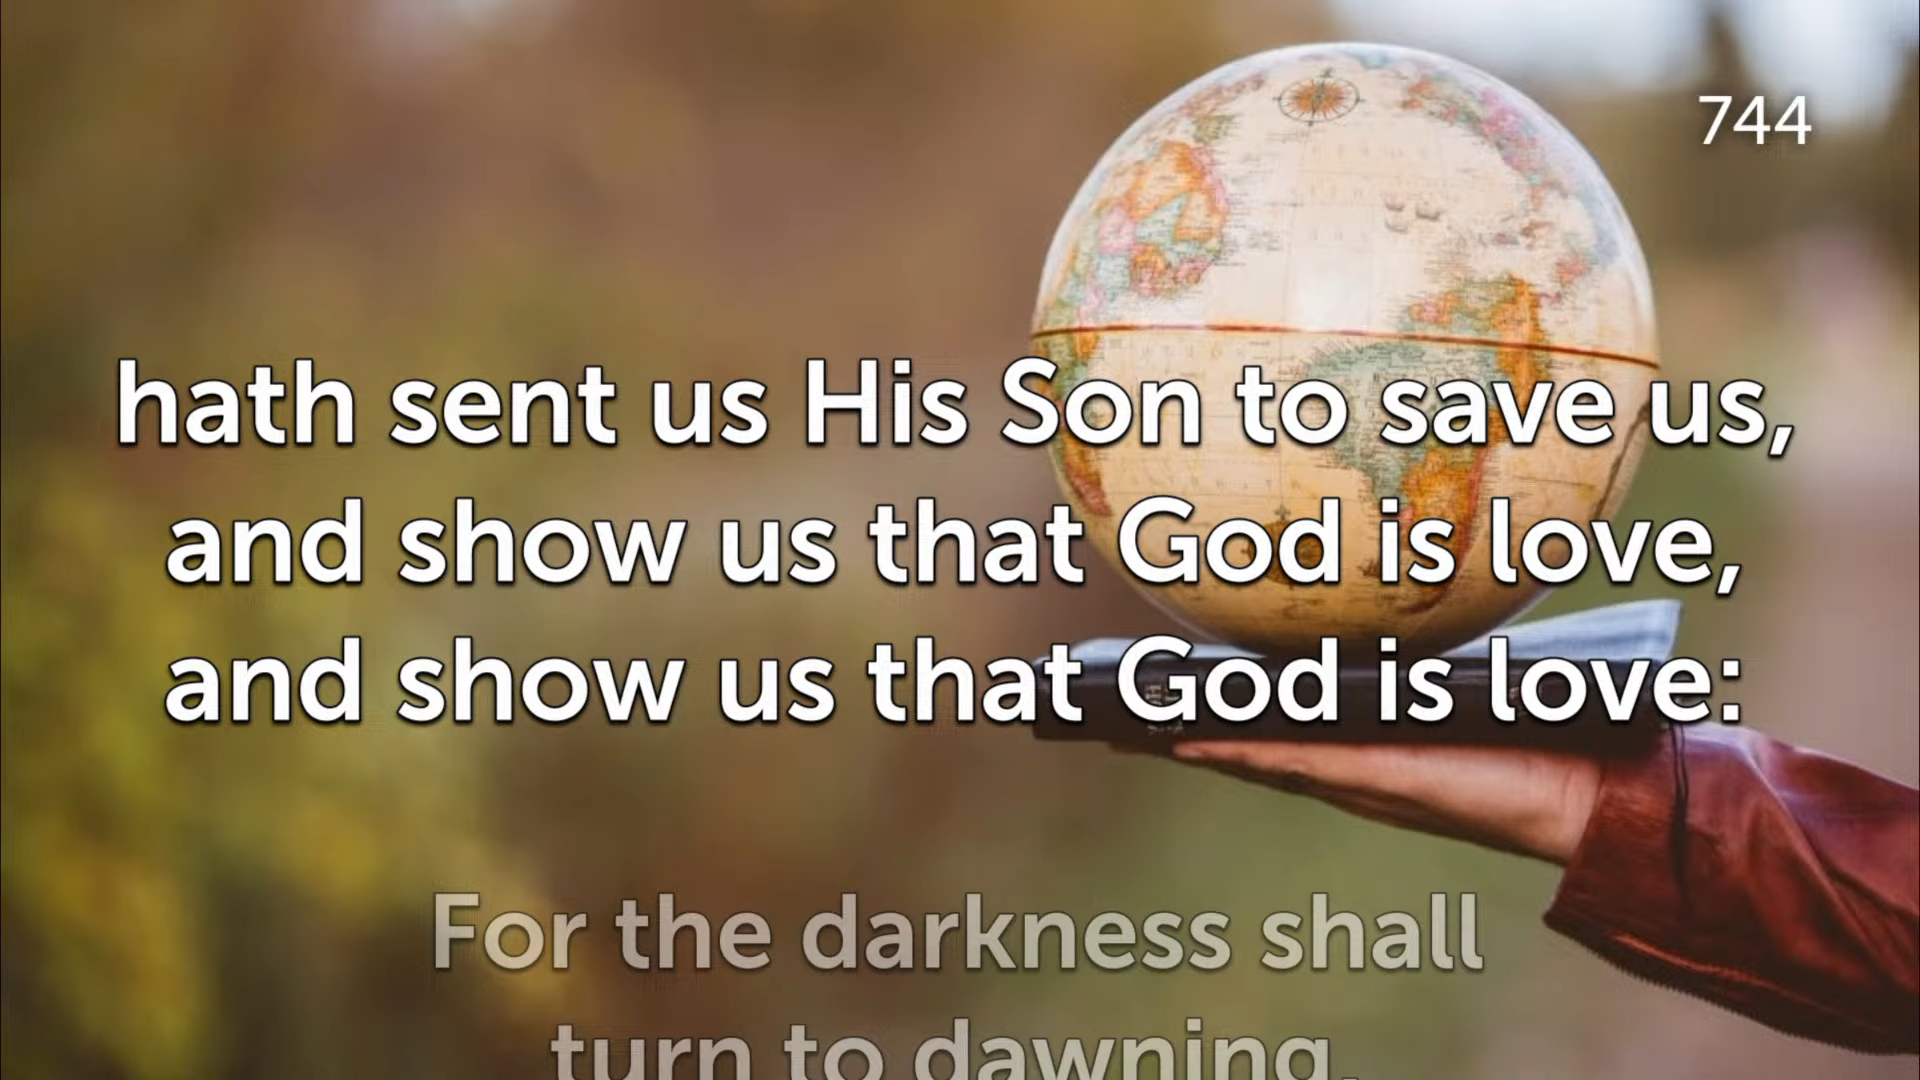 744
hath sent us His Son to save us,
and show us that God is love,
and show us that God is love:
For the darkness shall
turn to dawning,